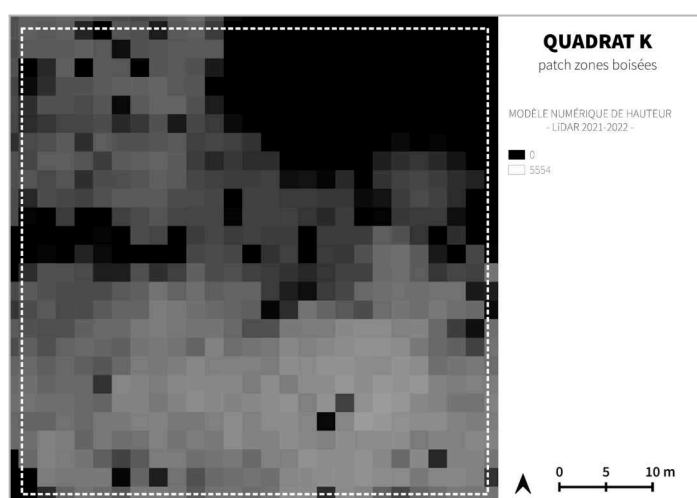 QUADRAT K
patch zones boisées
MODÈLE NUMÉRIQUE DE HAUTEUR
- LiDAR 2021-2022 -
0
5554
0 5 10 m